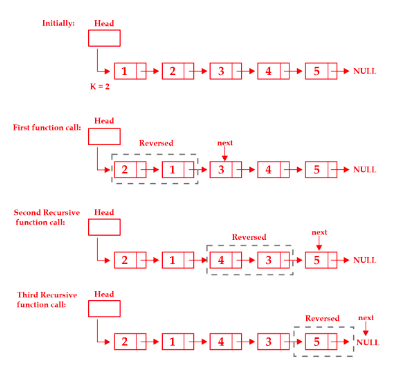 Initially: Head
1 2 3 4 5 NULL
K = 2
First function call: Head
Reversed next
2 1 3 4 5 NULL
Second Recursive Head
function call:
Reversed next
2 1 4 3 5 NULL
Third Recursive Head
function call:
Reversed next
2 1 4 3 5 NULL